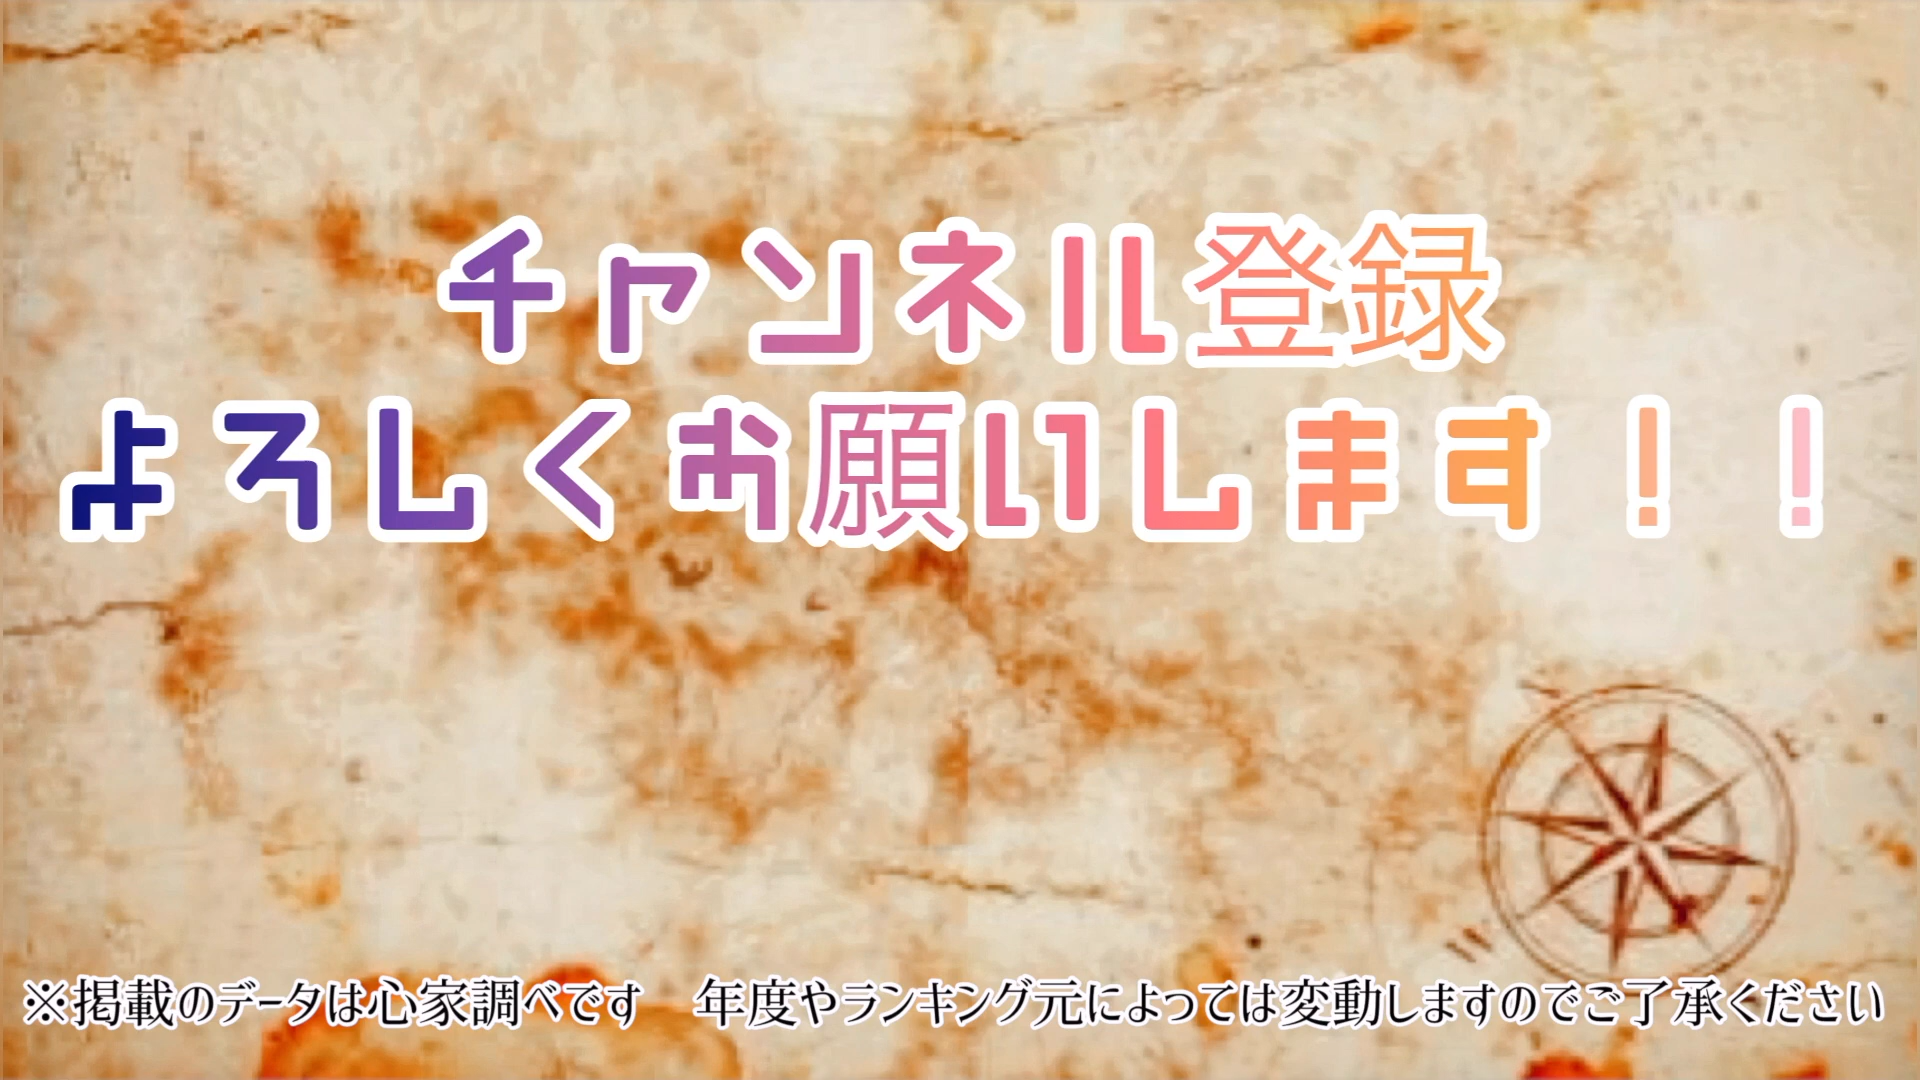 チャンネル登録
よろしくお願いします！！
E
W
※掲載のデータは心家調べです　年度やランキング元によっては変動しますのでご了承ください